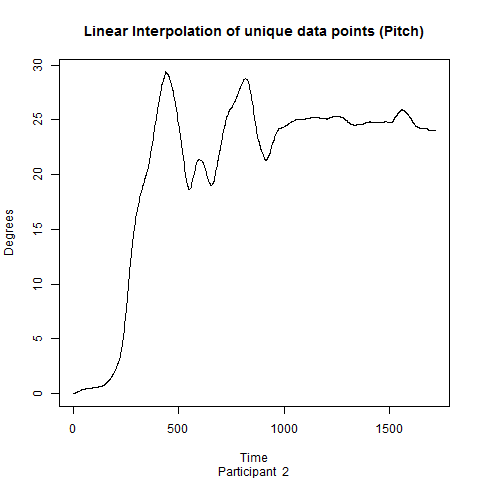 Linear Interpolation of unique data points (Pitch)
30
25
20
15
10
5
0
Degrees
0 500 1000 1500
Time
Participant 2